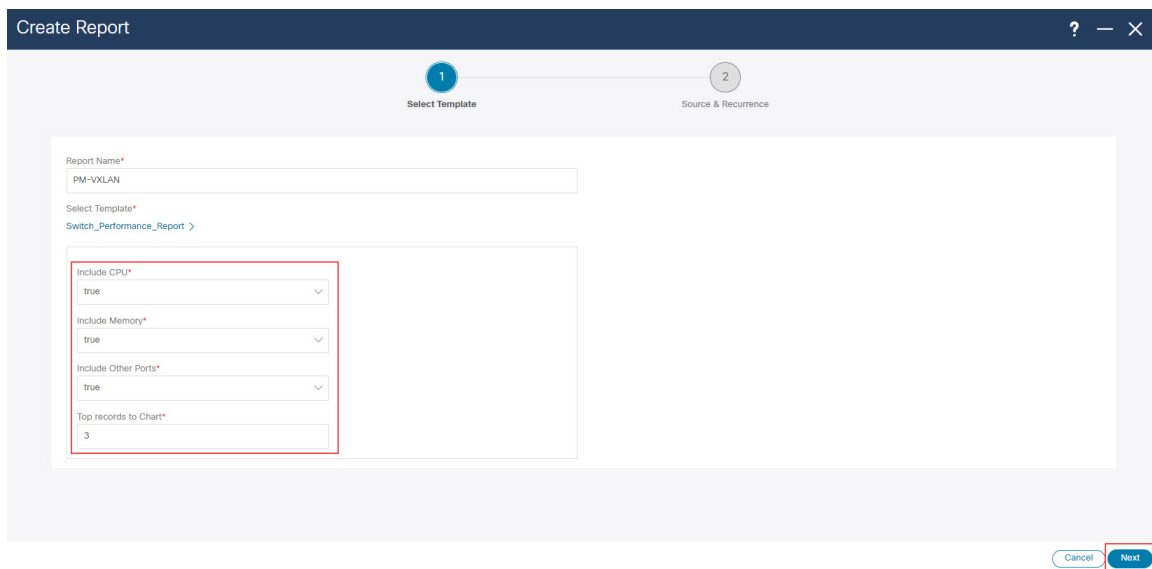 Create Report
?
1
2
Select Template
Source & Recurrence
Report Name*
PM-VXLAN
Select Template*
Switch_Performance_Report >
Include CPU*
true
Include Memory*
true
Include Other Ports*
true
Top records to Chart*
3
Cancel
Next